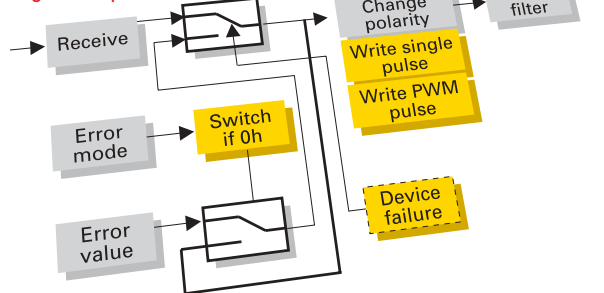 Change
polarity
filter
Receive
Write single
pulse
Write PWM
pulse
Error
mode
Switch
if 0h
Device
failure
Error
value